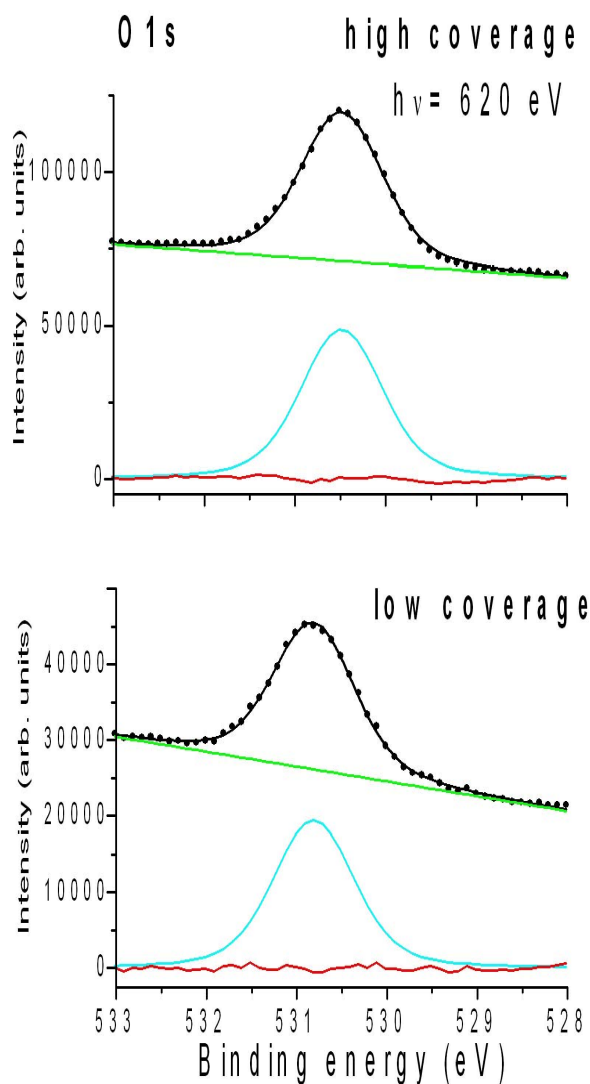 O 1s high coverage
hν= 620 eV
Intensity (arb. units)
100000
50000
0
low coverage
Intensity (arb. units)
40000
30000
20000
10000
0
533 532 531 530 529 528
Binding energy (eV)